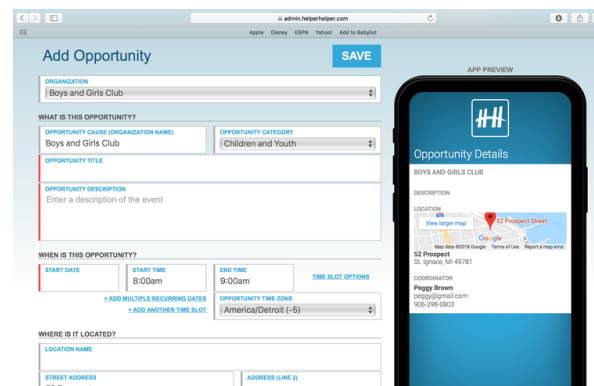 admin.helperhelper.com
Apple Disney ESPN Yahoo! Add to Babylist
Add Opportunity
SAVE
ORGANIZATION
Boys and Girls Club
WHAT IS THIS OPPORTUNITY?
OPPORTUNITY CAUSE (ORGANIZATION NAME)
Boys and Girls Club
OPPORTUNITY CATEGORY
Children and Youth
OPPORTUNITY TITLE
OPPORTUNITY DESCRIPTION
Enter a description of the event
WHEN IS THIS OPPORTUNITY?
START DATE
START TIME
8:00am
END TIME
9:00am
TIME SLOT OPTIONS
+ ADD MULTIPLE RECURRING DATES
+ ADD ANOTHER TIME SLOT
OPPORTUNITY TIME ZONE
America/Detroit (-5)
WHERE IS IT LOCATED?
LOCATION NAME
STREET ADDRESS
ADDRESS (LINE 2)
APP PREVIEW
Opportunity Details
BOYS AND GIRLS CLUB
DESCRIPTION
LOCATION
View larger map
52 Prospect Street
Google
Map data ©2018 Google Terms of Use Report a map error
52 Prospect
St. Ignace, MI 49781
COORDINATOR
Peggy Brown
peggy@gmail.com
906-298-0803